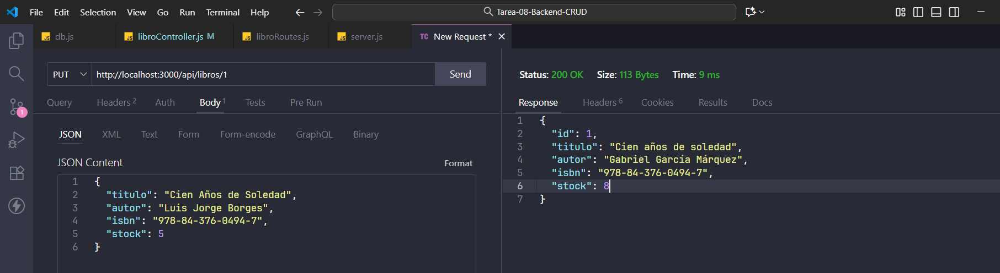 File Edit Selection View Go Run Terminal Help Tarea-08-Backend-CRUD
JS db.js JS libroController.js M JS libroRoutes.js JS server.js TC New Request *
PUT http://localhost:3000/api/libros/1 Send
Query Headers 2 Auth Body 1 Tests Pre Run
JSON XML Text Form Form-encode GraphQL Binary
JSON Content Format
1 {
2 "titulo": "Cien Años de Soledad",
3 "autor": "Luis Jorge Borges",
4 "isbn": "978-84-376-0494-7",
5 "stock": 5
6 }
1
Status: 200 OK Size: 113 Bytes Time: 9 ms
Response Headers 6 Cookies Results Docs
1 {
2 "id": 1,
3 "titulo": "Cien años de soledad",
4 "autor": "Gabriel García Márquez",
5 "isbn": "978-84-376-0494-7",
6 "stock": 8
7 }